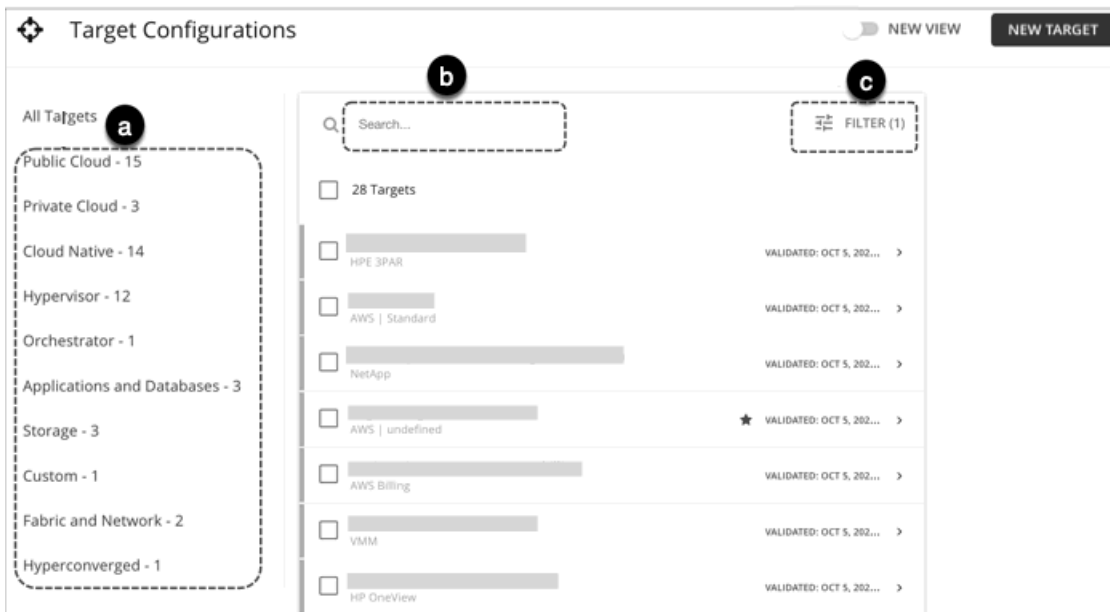 Target Configurations
NEW VIEW
NEW TARGET
a
b
c
All Targets
Public Cloud - 15
Private Cloud - 3
Cloud Native - 14
Hypervisor - 12
Orchestrator - 1
Applications and Databases - 3
Storage - 3
Custom - 1
Fabric and Network - 2
Hyperconverged - 1
Search...
FILTER (1)
28 Targets
HPE 3PAR
VALIDATED: OCT 5, 202...
AWS | Standard
VALIDATED: OCT 5, 202...
NetApp
VALIDATED: OCT 5, 202...
AWS | undefined
VALIDATED: OCT 5, 202...
AWS Billing
VALIDATED: OCT 5, 202...
VMM
VALIDATED: OCT 5, 202...
HP OneView
VALIDATED: OCT 5, 202...